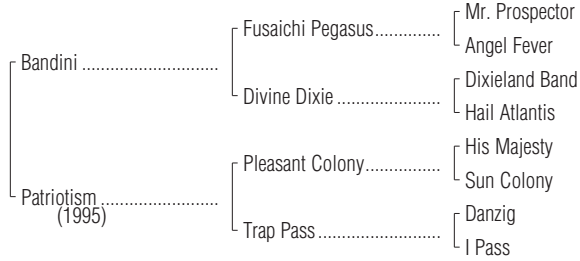 Mr. Prospector
Fusaichi Pegasus..............
Angel Fever
Bandini .............................
Dixieland Band
Divine Dixie ......................
Hail Atlantis
His Majesty
Pleasant Colony................
Sun Colony
Patriotism .........................
(1995)
Danzig
Trap Pass..........................
I Pass